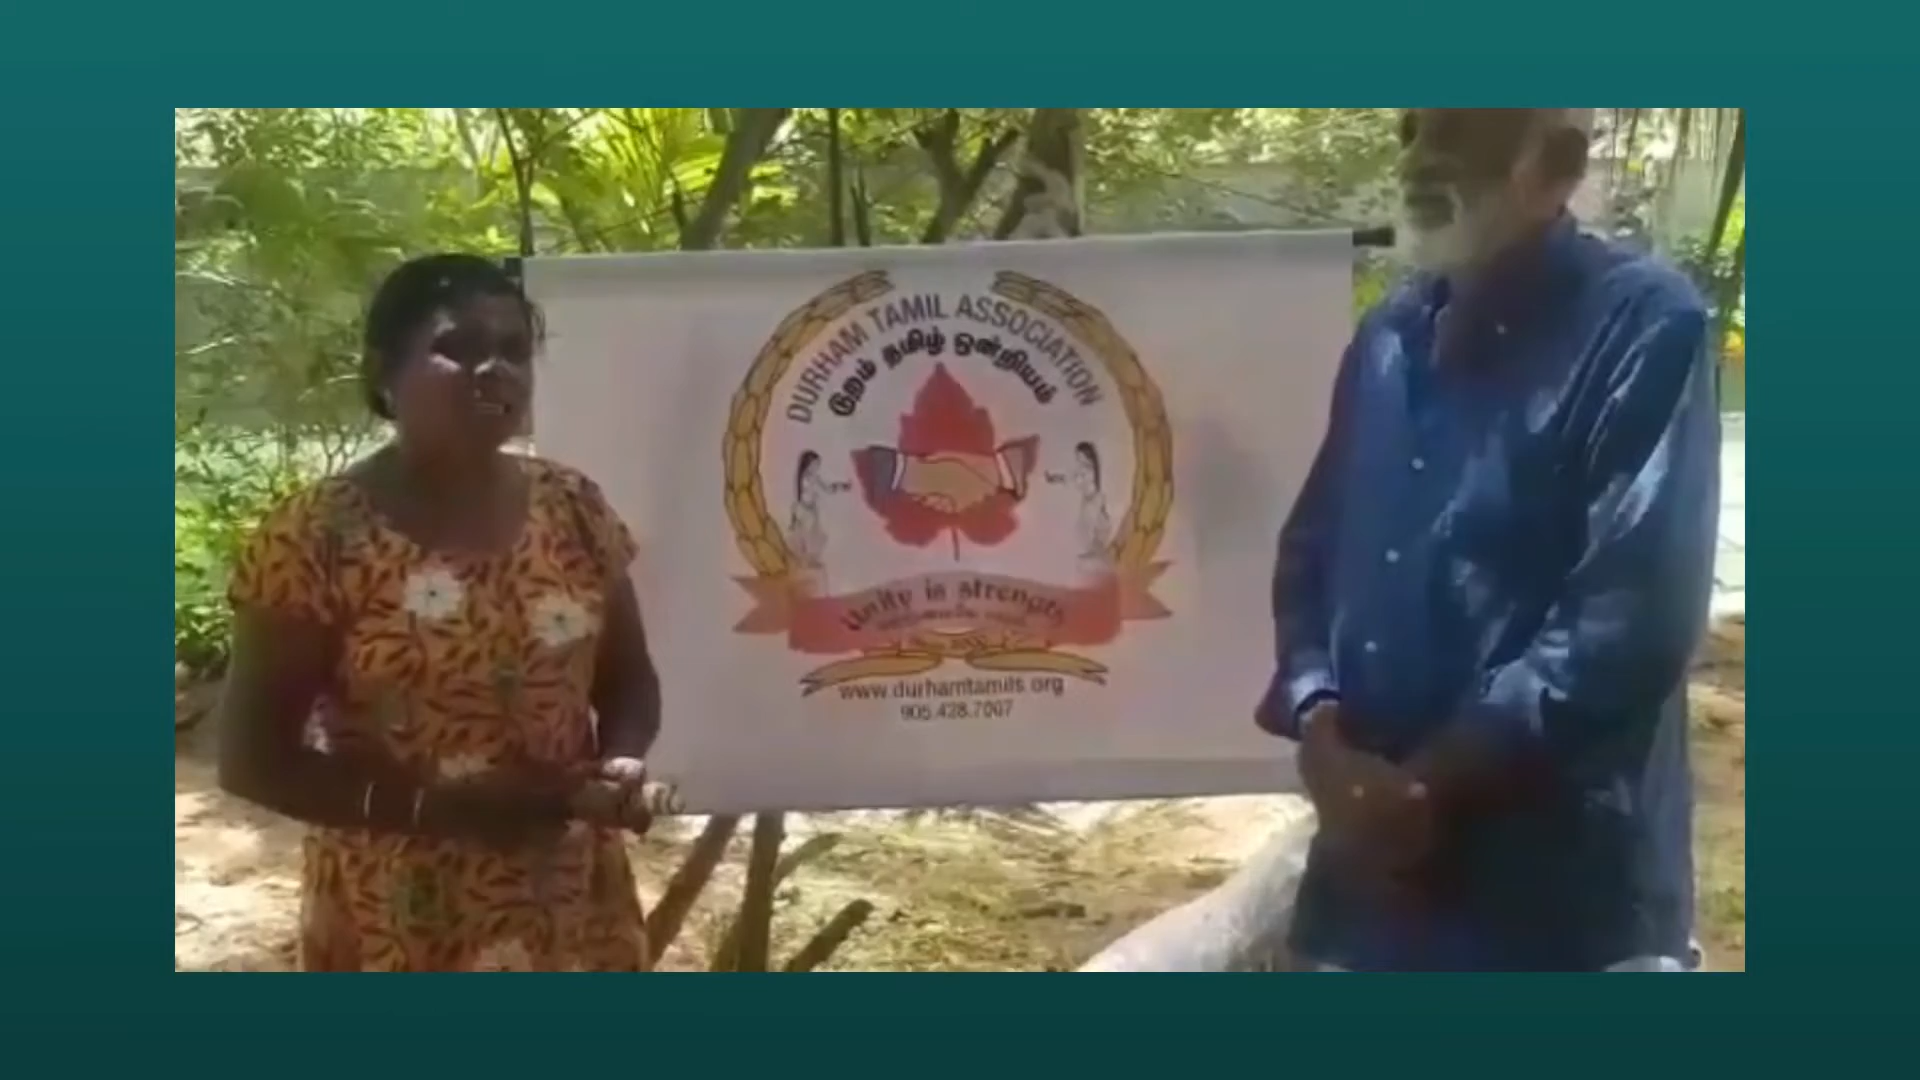 DURHAM TAMIL ASSOCIATION
டுறம் தமிழ் ஒன்றியம்
Unity is strength
www.durhamtamils.org
905.428.7007